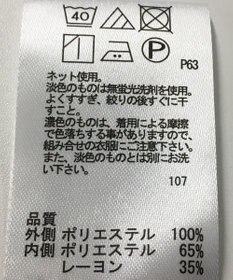 40
P
P63
ネット使用。
淡色のものは無蛍光洗剤を使用。
よくすすぎ、絞りの後すぐに干
すこと。
濃色のものは、着用による摩擦
で色落ちする事がありますので、
組み合せの衣服にご注意下さい。
また、淡色のものとは別にお洗
い下さい。
107
品質
外側 ポリエステル 100%
内側 ポリエステル 65%
レーヨン 35%